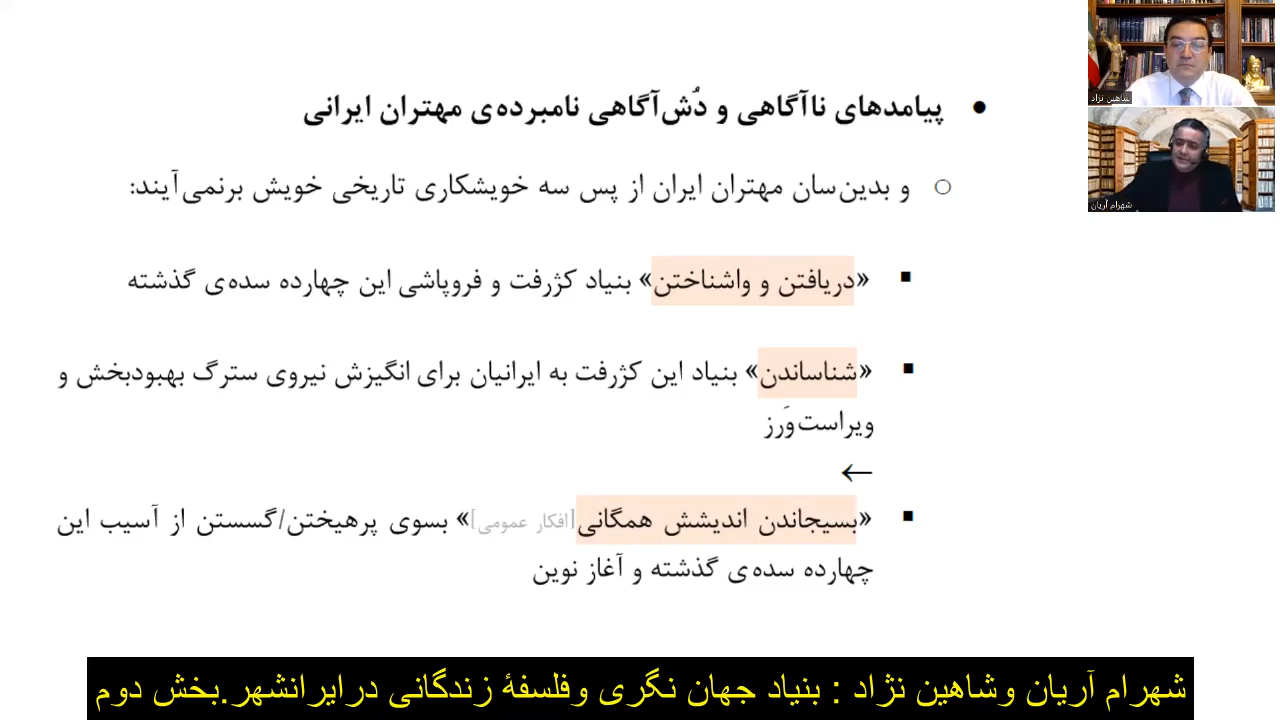 • پیامدهای ناآگاهی و دُش‌آگاهی نامبرده‌ی مهتران ایرانی
○ و بدین‌سان مهتران ایران از پس سه خویشکاری تاریخی خویش برنمی‌آیند:
▪ «دریافتن و واشناختن» بنیاد کژرفت و فروپاشی این چهارده سده‌ی گذشته
▪ «شناساندن» بنیاد این کژرفت به ایرانیان برای انگیزش نیروی سترگ بهبودبخش و
ویراست‌وَرز
←
▪ «بسیجاندن اندیشش همگانی[افکار عمومی]» بسوی پرهیختن/گسستن از آسیب این
چهارده سده‌ی گذشته و آغاز نوین
شاهین نژاد
شهرام آریان
شهرام آریان وشاهین نژاد : بنیاد جهان نگری وفلسفهٔ زندگانی درایرانشهر.بخش دوم